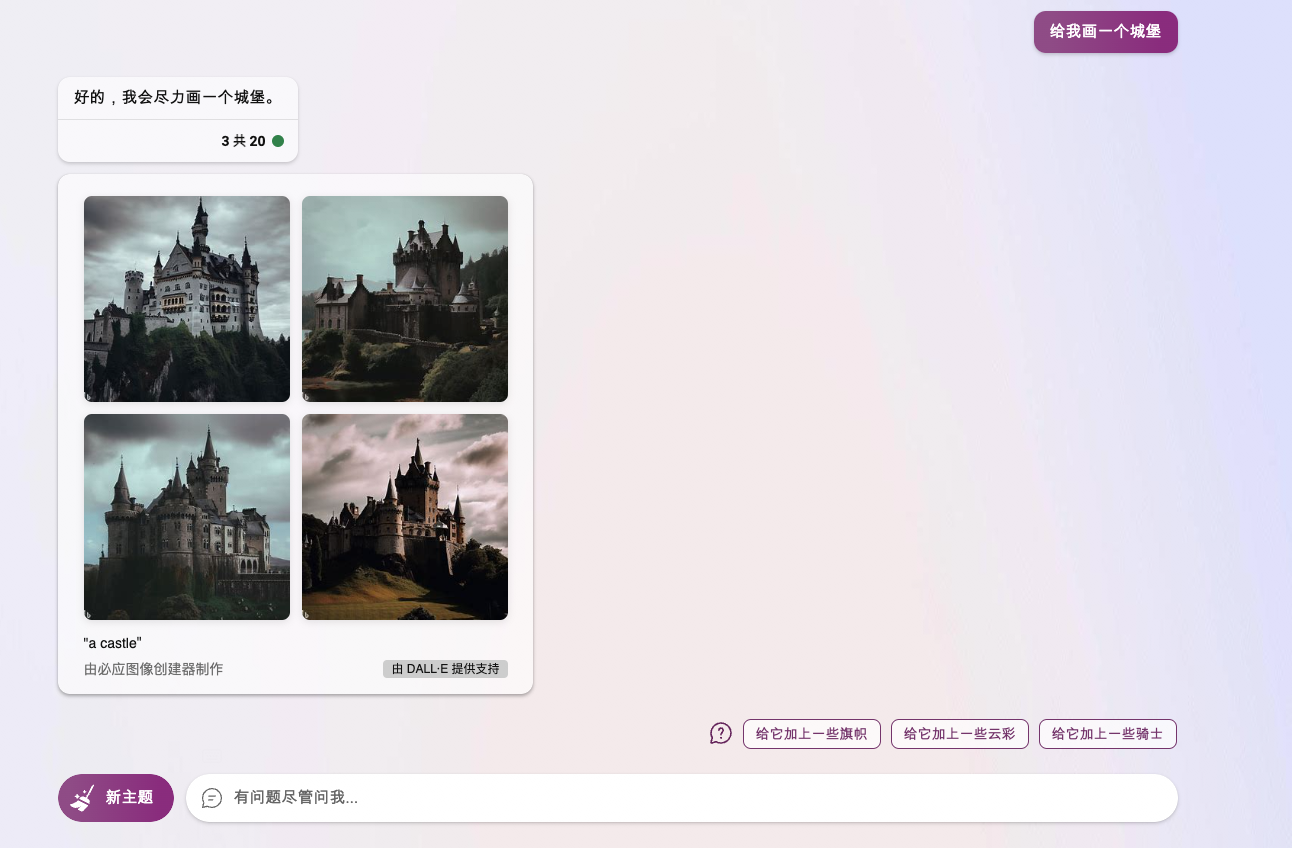 给我画一个城堡
好的，我会尽力画一个城堡。
3 共 20
"a castle"
由必应图像创建器制作
由 DALL·E 提供支持
给它加上一些旗帜
给它加上一些云彩
给它加上一些骑士
新主题
有问题尽管问我...